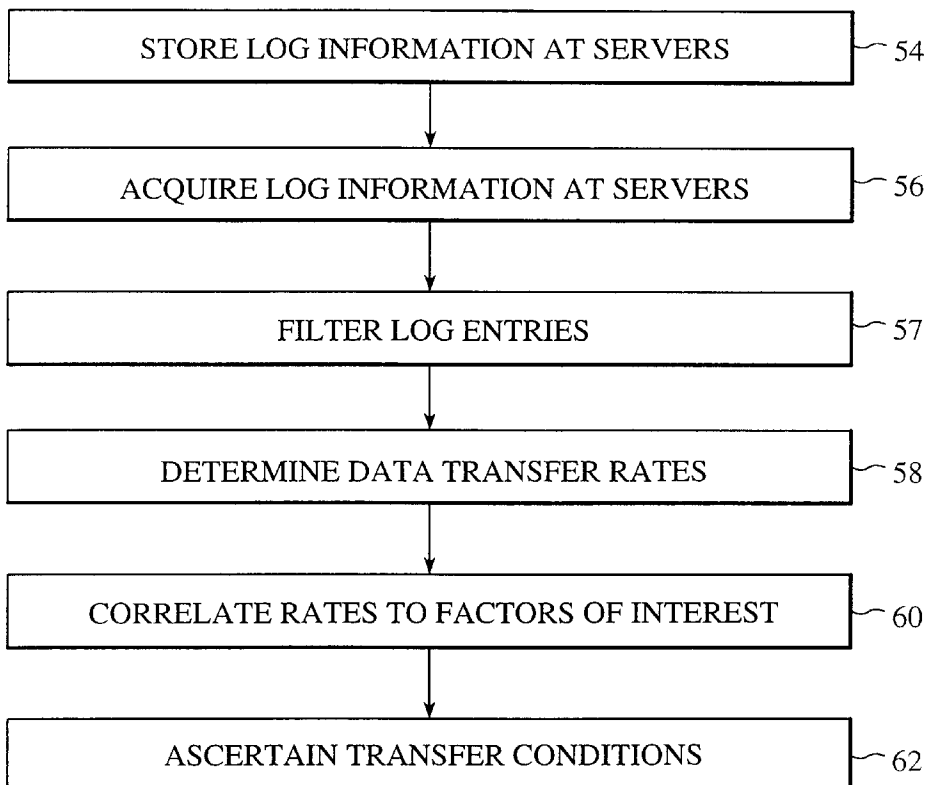 STORE LOG INFORMATION AT SERVERS 54
ACQUIRE LOG INFORMATION AT SERVERS 56
FILTER LOG ENTRIES 57
DETERMINE DATA TRANSFER RATES 58
CORRELATE RATES TO FACTORS OF INTEREST 60
ASCERTAIN TRANSFER CONDITIONS 62